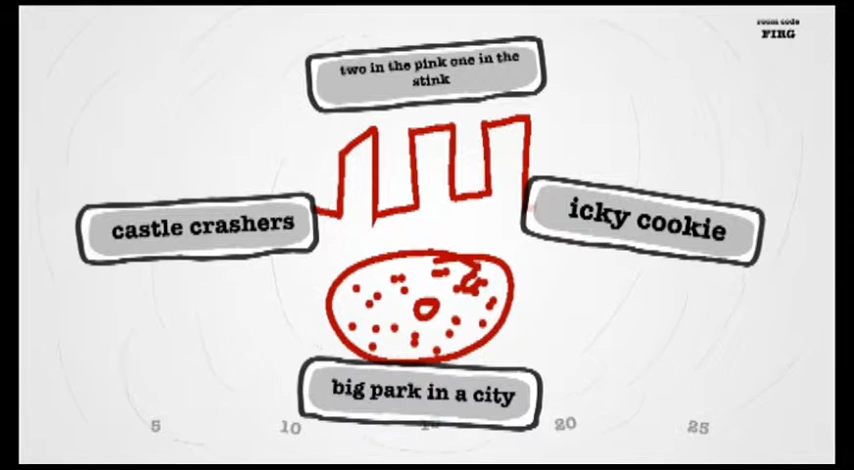 room code
FIRG
two in the pink one in the
stink
castle crashers
icky cookie
big park in a city
5 10 15 20 25